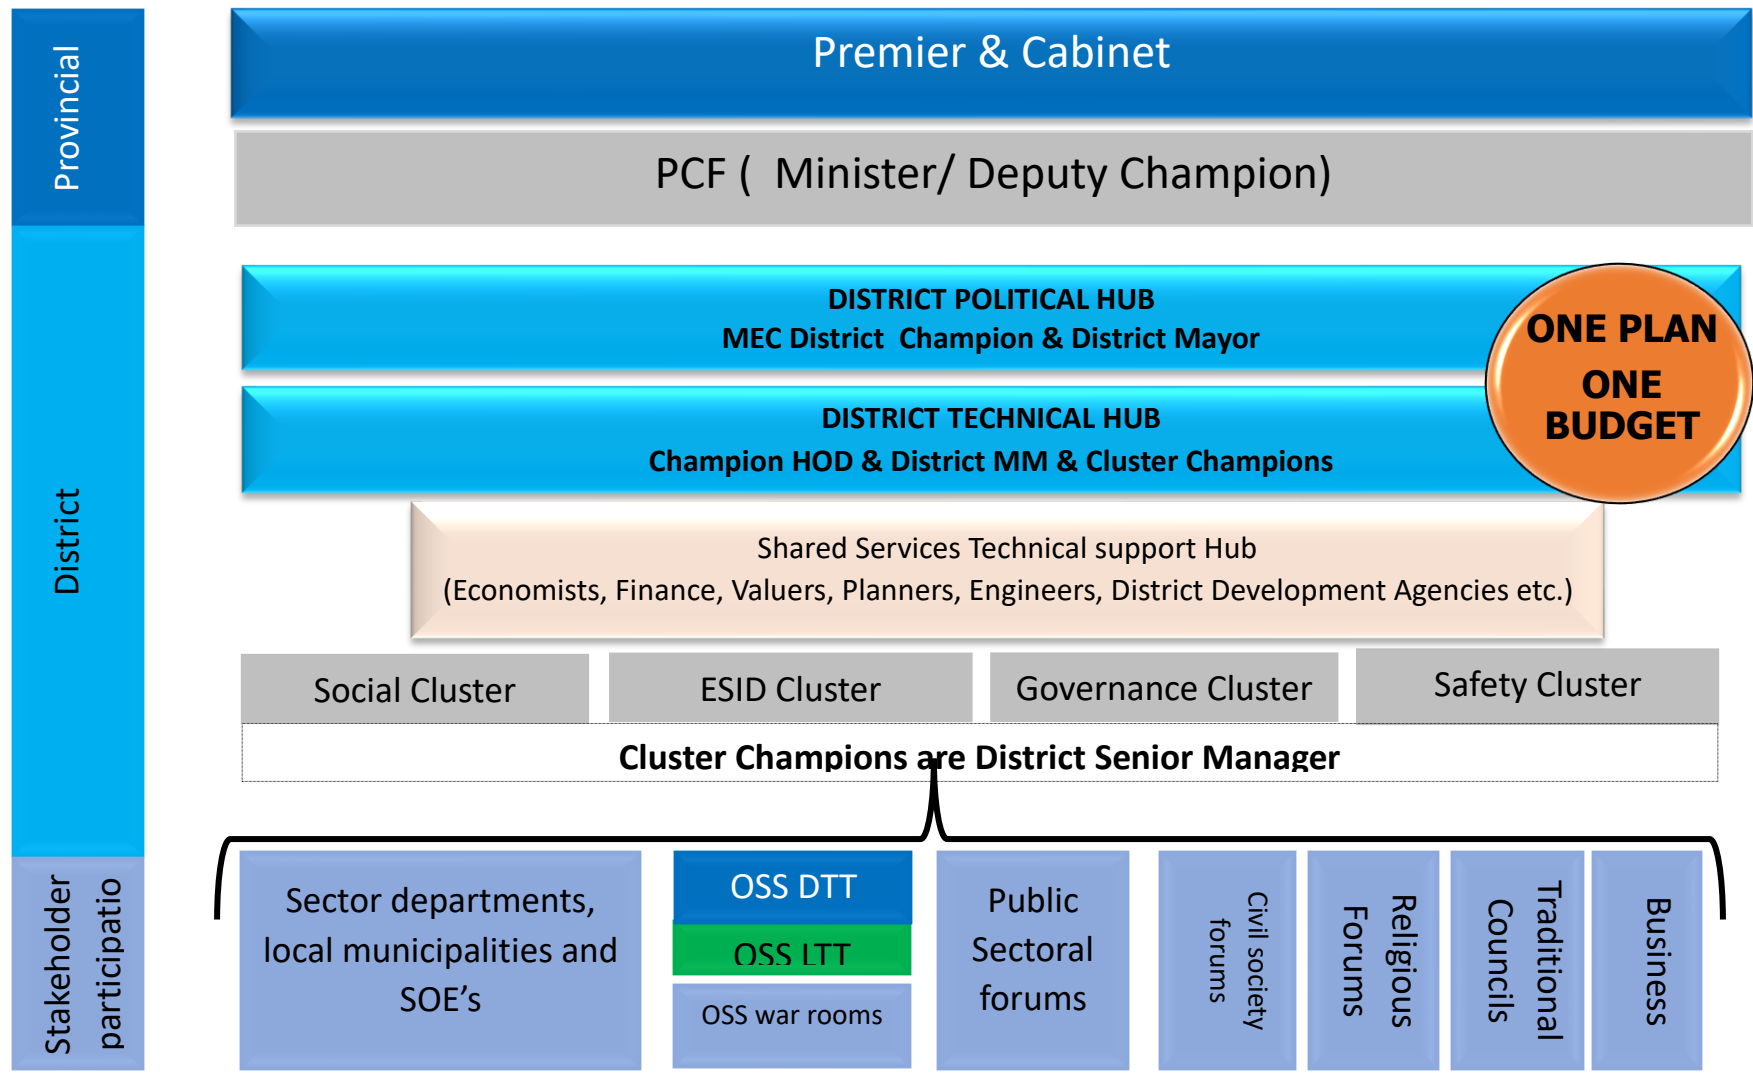 Provincial
Premier & Cabinet
PCF ( Minister/ Deputy Champion)
District
DISTRICT POLITICAL HUB
MEC District Champion & District Mayor
DISTRICT TECHNICAL HUB
Champion HOD & District MM & Cluster Champions
ONE PLAN
ONE
BUDGET
Shared Services Technical support Hub
(Economists, Finance, Valuers, Planners, Engineers, District Development Agencies etc.)
Social Cluster
ESID Cluster
Governance Cluster
Safety Cluster
Cluster Champions are District Senior Manager
Stakeholder
participatio
Sector departments,
local municipalities and
SOE’s
OSS DTT
OSS LTT
OSS war rooms
Public
Sectoral
forums
Civil society
forums
Religious
Forums
Traditional
Councils
Business